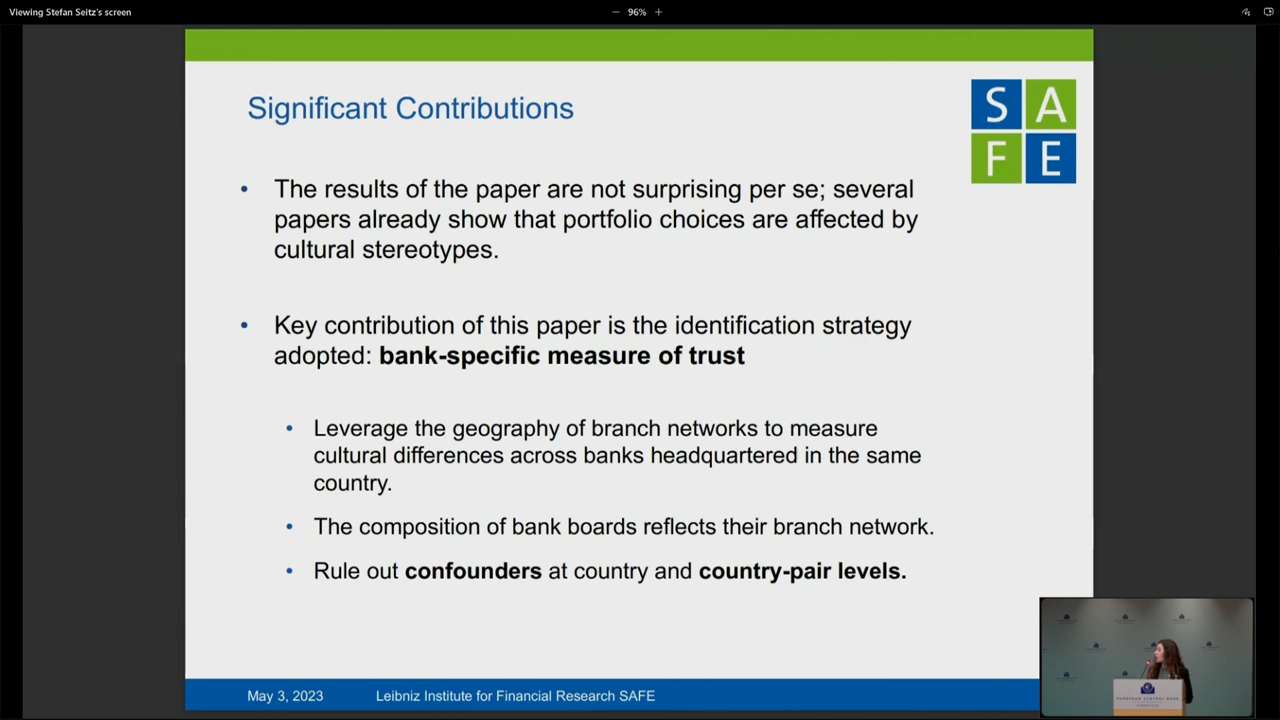 Viewing Stefan Seitz's screen
96%
Significant Contributions
S A
F E
• The results of the paper are not surprising per se; several
papers already show that portfolio choices are affected by
cultural stereotypes.
• Key contribution of this paper is the identification strategy
adopted: bank-specific measure of trust
• Leverage the geography of branch networks to measure
cultural differences across banks headquartered in the same
country.
• The composition of bank boards reflects their branch network.
• Rule out confounders at country and country-pair levels.
May 3, 2023 Leibniz Institute for Financial Research SAFE
EUROPEAN CENTRAL BANK